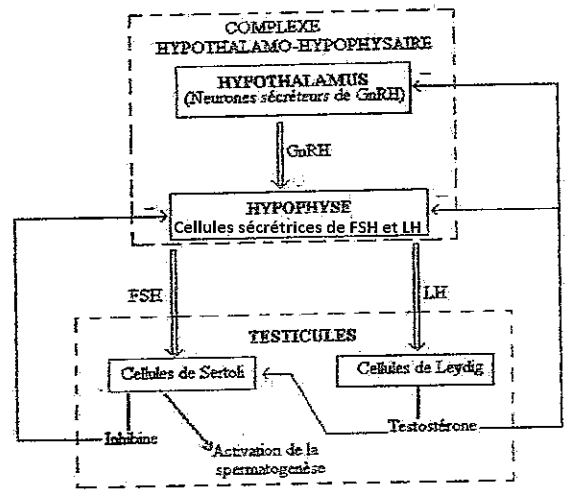 COMPLEXE
HYPOTHALAMO-HYPOPHYSAIRE
HYPOTHALAMUS
(Neurones sécréteurs de GnRH)
GnRH
HYPOPHYSE
Cellules sécrétrices de FSH et LH
FSH
LH
TESTICULES
Cellules de Sertoli
Cellules de Leydig
Inhibine
Testostérone
Activation de la
spermatogenèse